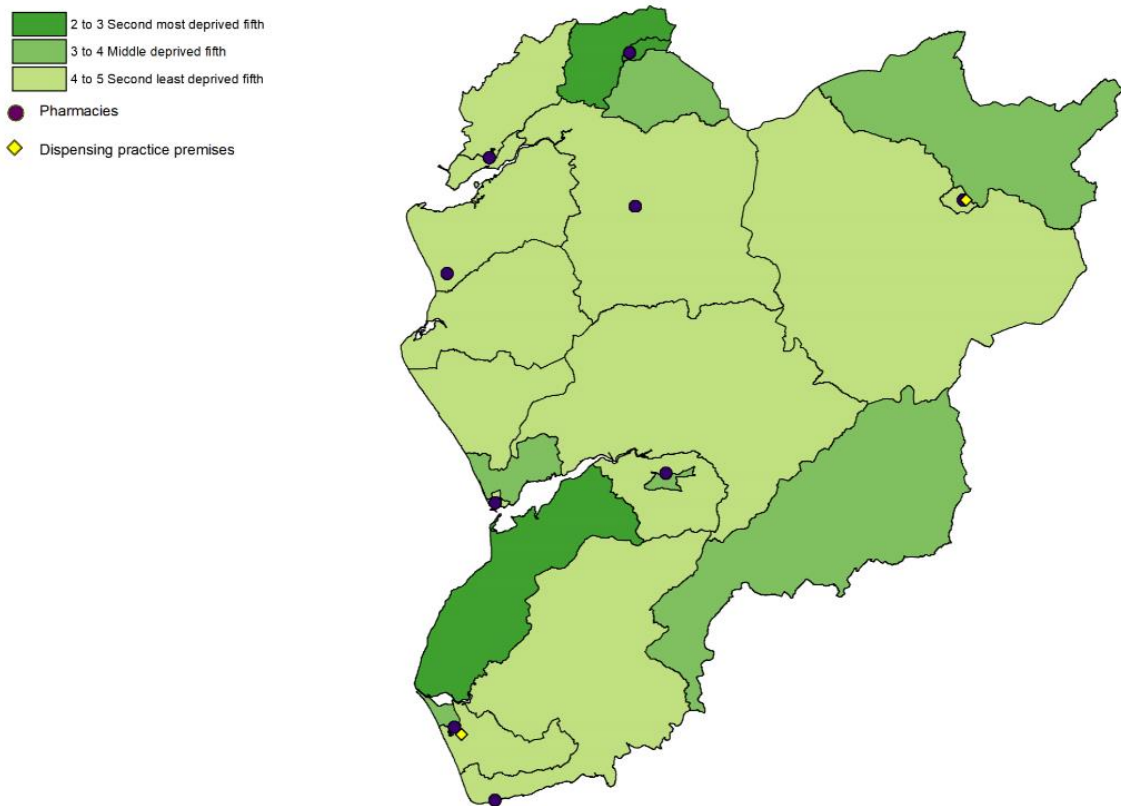 2 to 3 Second most deprived fifth
3 to 4 Middle deprived fifth
4 to 5 Second least deprived fifth
Pharmacies
Dispensing practice premises